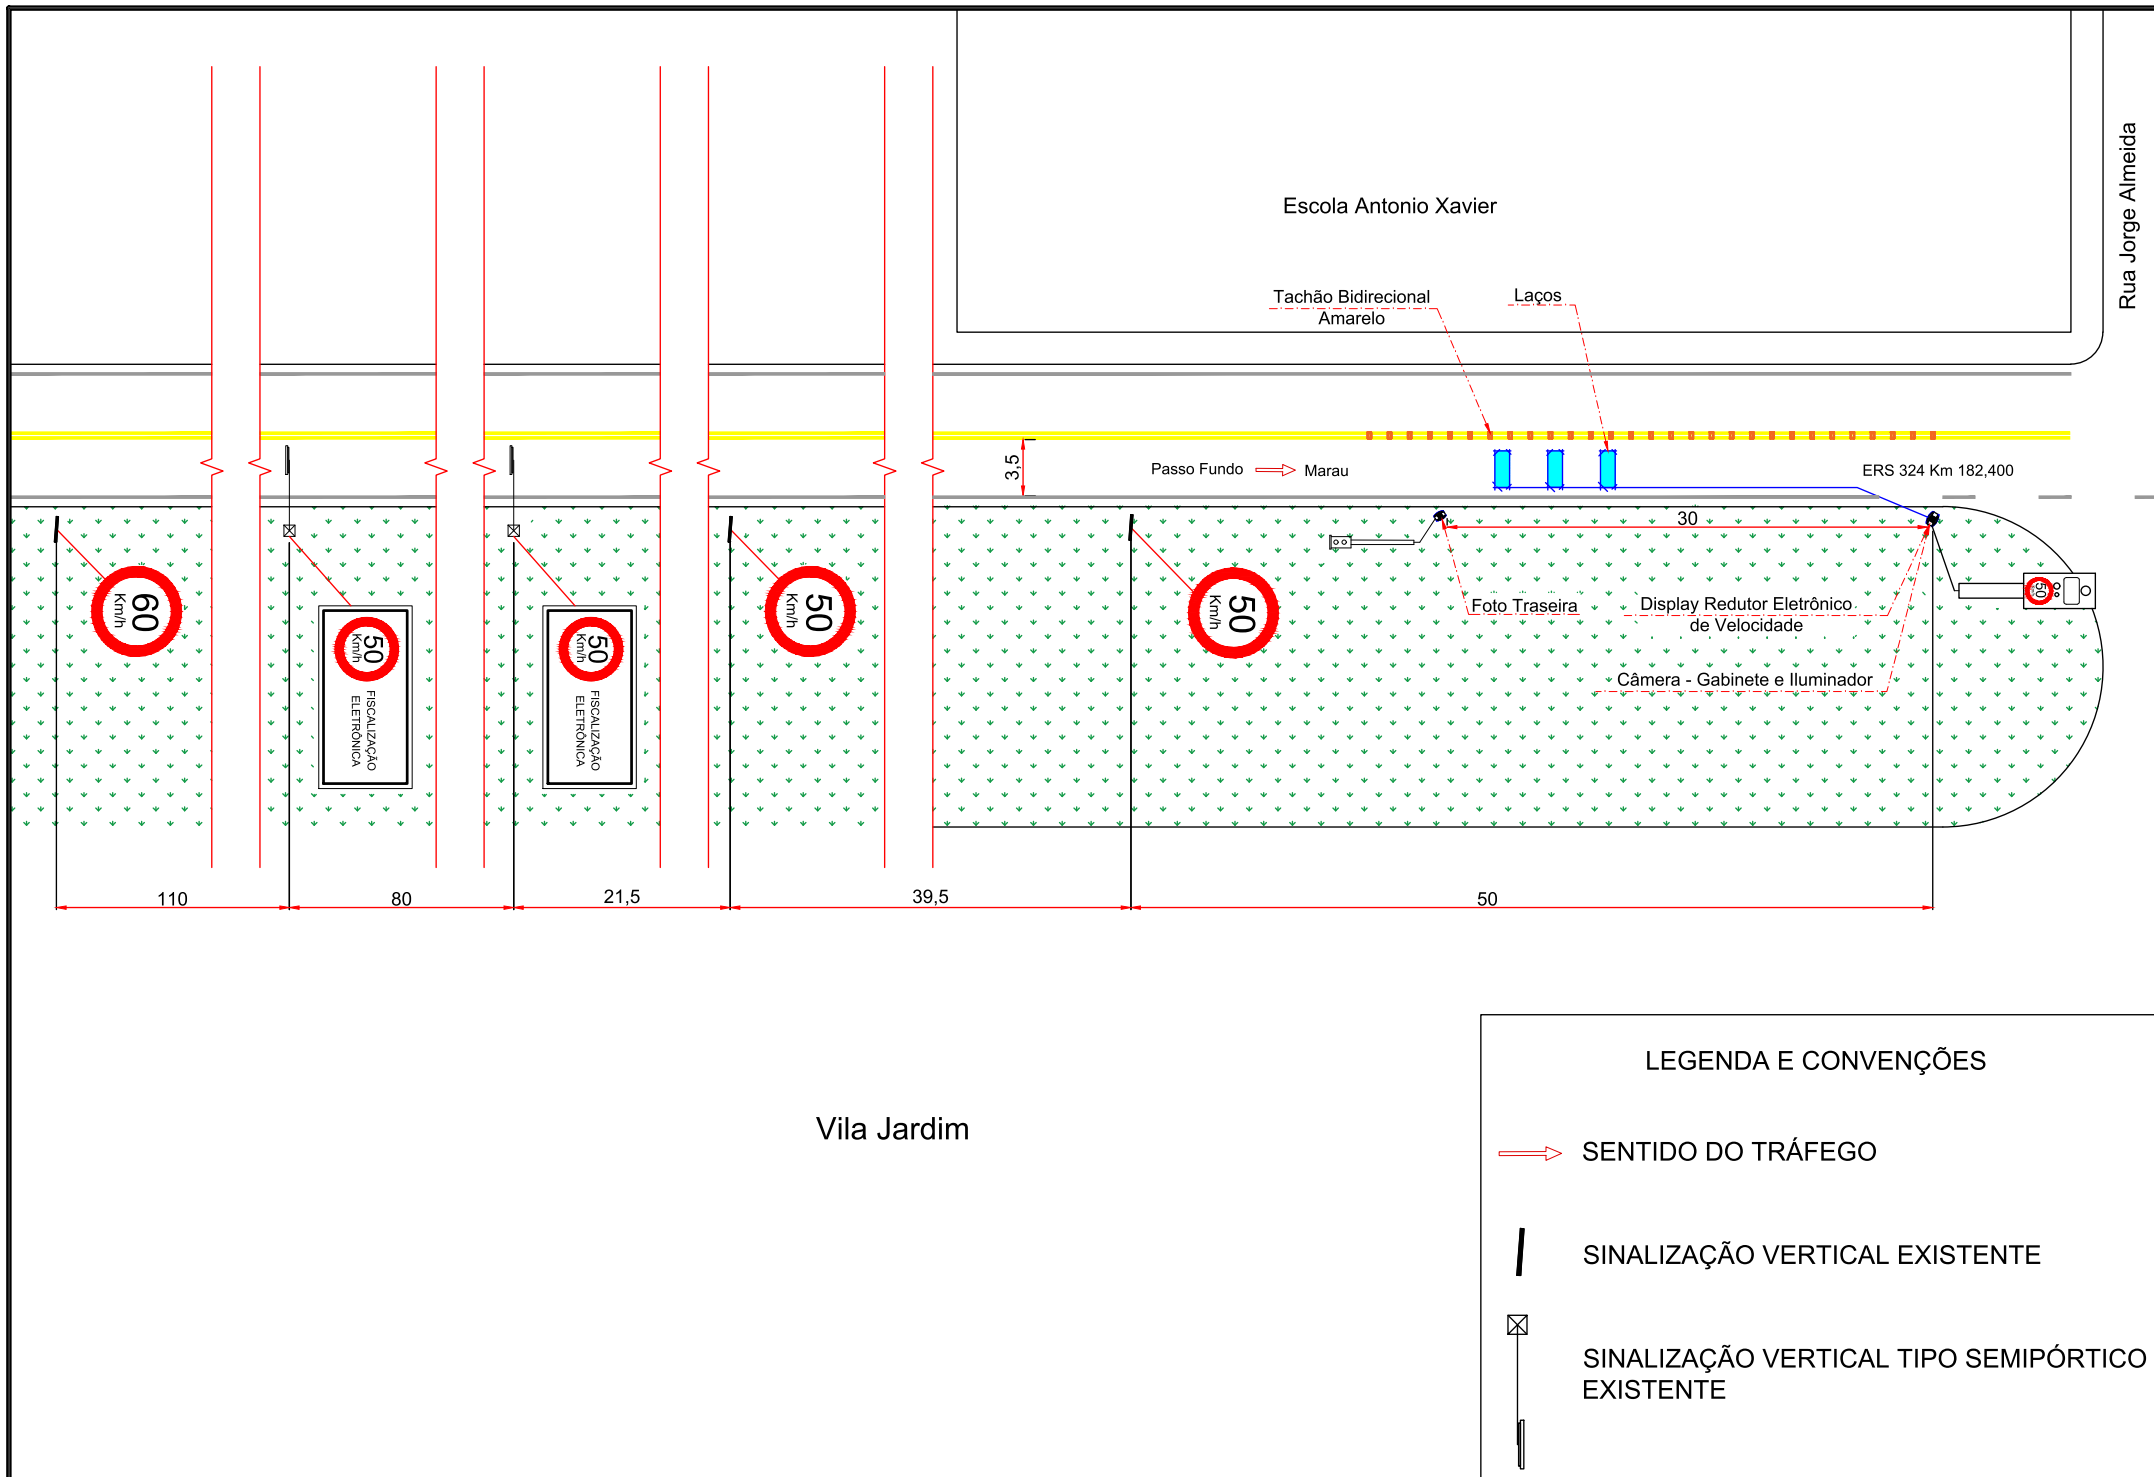 Rua Jorge Almeida
Escola Antonio Xavier
Tachão Bidirecional
Amarelo
Laços
3,5
Passo Fundo
Marau
ERS 324 Km 182,400
30
60
Km/h
50
Km/h
FISCALIZAÇÃO
ELETRÔNICA
50
Km/h
FISCALIZAÇÃO
ELETRÔNICA
50
Km/h
50
Km/h
Foto Traseira
Display Redutor Eletrônico
de Velocidade
50
Câmera - Gabinete e Iluminador
110
80
21,5
39,5
50
Vila Jardim
LEGENDA E CONVENÇÕES
SENTIDO DO TRÁFEGO
SINALIZAÇÃO VERTICAL EXISTENTE
SINALIZAÇÃO VERTICAL TIPO SEMIPÓRTICO
EXISTENTE